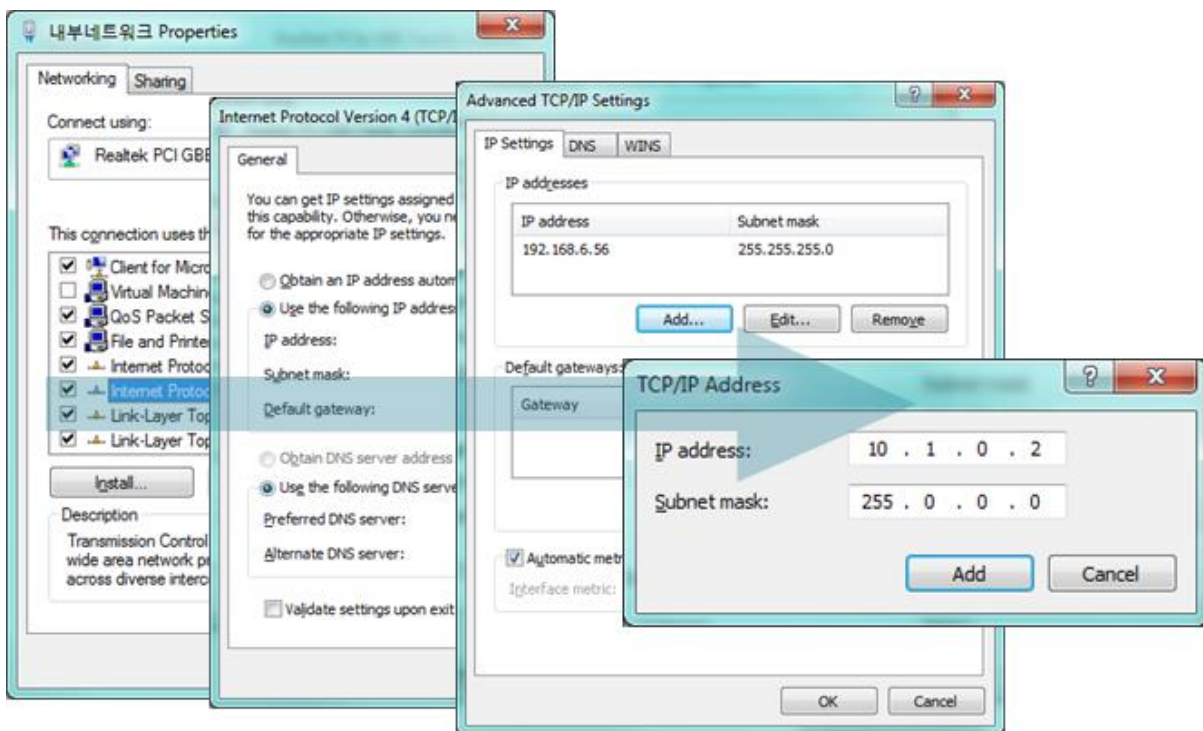 내부네트워크 Properties
Networking
Sharing
Connect using:
Realtek PCI GBE
This connection uses th
Client for Micro
Virtual Machin
QoS Packet S
File and Printe
Internet Protoc
Internet Protoc
Link-Layer Top
Link-Layer Top
Install...
Description
Transmission Control
wide area network pr
across diverse interc
Internet Protocol Version 4 (TCP/I
General
You can get IP settings assigned
this capability. Otherwise, you ne
for the appropriate IP settings.
Obtain an IP address autom
Use the following IP address
IP address:
Subnet mask:
Default gateway:
Obtain DNS server address
Use the following DNS serve
Preferred DNS server:
Alternate DNS server:
Validate settings upon exit
Advanced TCP/IP Settings
IP Settings
DNS
WINS
IP addresses
IP address Subnet mask
192.168.6.56 255.255.255.0
Add... Edit... Remove
Default gateways:
Gateway
Automatic metr
Interface metric:
OK Cancel
TCP/IP Address
IP address: 10 . 1 . 0 . 2
Subnet mask: 255 . 0 . 0 . 0
Add Cancel